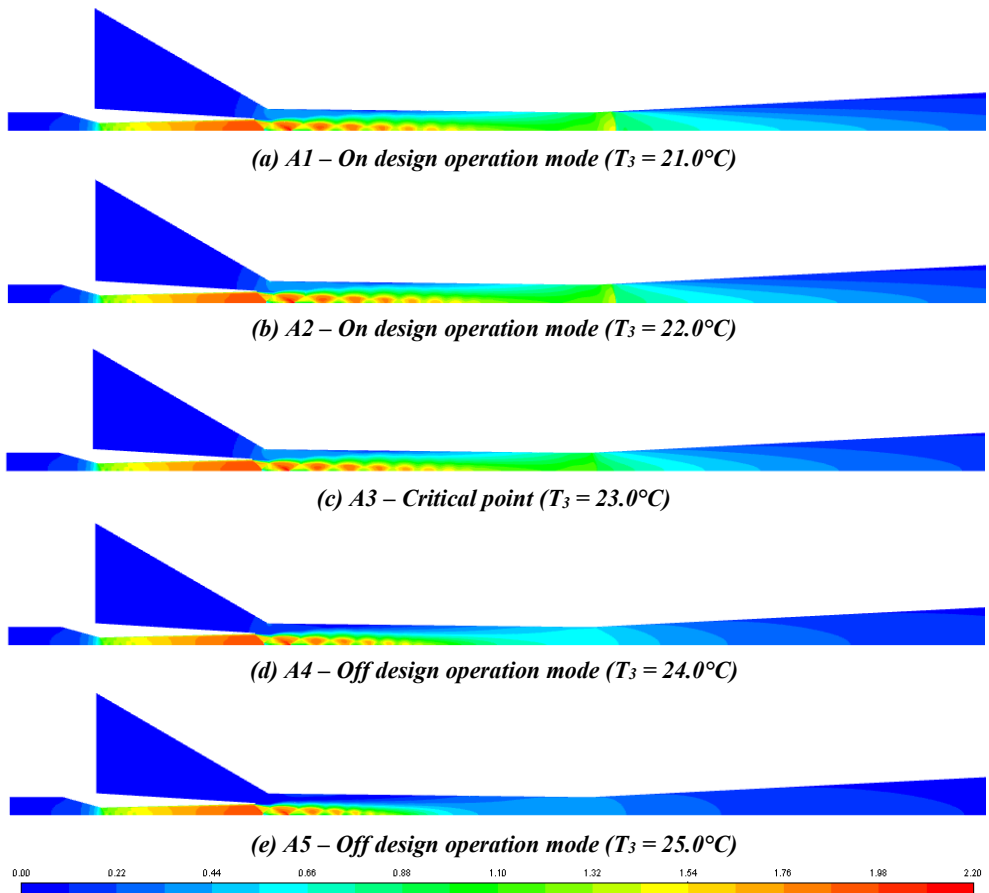 (a) A1 – On design operation mode (T₃ = 21.0°C)
(b) A2 – On design operation mode (T₃ = 22.0°C)
(c) A3 – Critical point (T₃ = 23.0°C)
(d) A4 – Off design operation mode (T₃ = 24.0°C)
(e) A5 – Off design operation mode (T₃ = 25.0°C)
0.00 0.22 0.44 0.66 0.88 1.10 1.32 1.54 1.76 1.98 2.20